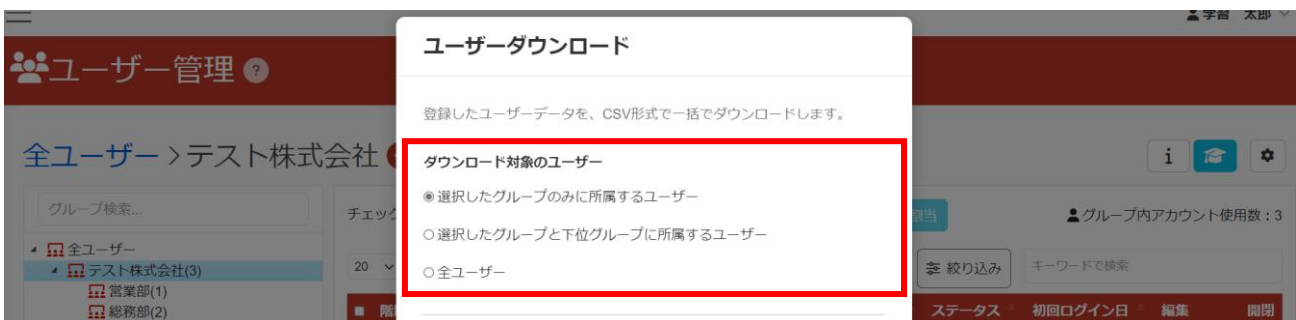 学習 太郎
ユーザーダウンロード
ユーザー管理 ?
登録したユーザーデータを、CSV形式で一括でダウンロードします。
全ユーザー > テスト株式会社
ダウンロード対象のユーザー
i
グループ検索...
チェック
選択したグループのみに所属するユーザー
割当
グループ内アカウント使用数 : 3
選択したグループと下位グループに所属するユーザー
全ユーザー
テスト株式会社(3)
20
全ユーザー
絞り込み
キーワードで検索
営業部(1)
総務部(2)
階
ステータス
初回ログイン日
編集
開閉